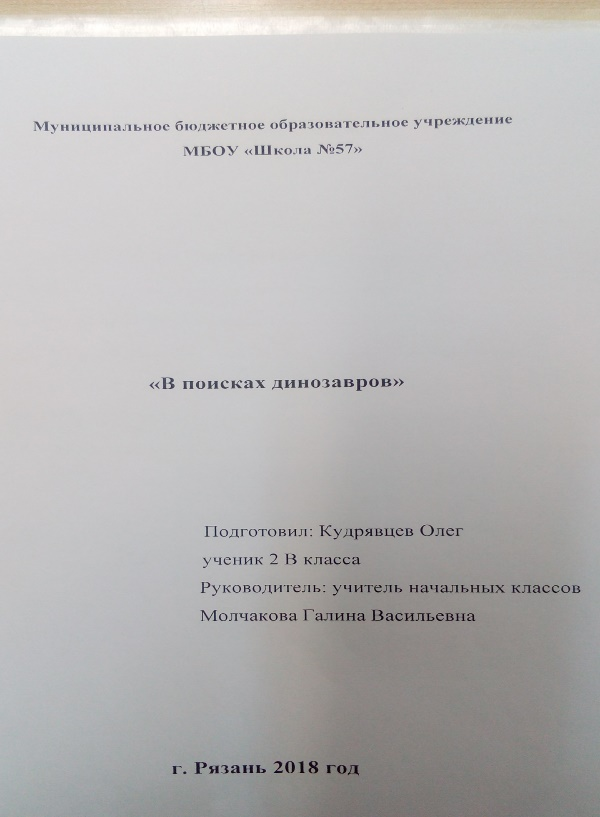 Муниципальное бюджетное образовательное учреждение
МБОУ «Школа №57»
«В поисках динозавров»
Подготовил: Кудрявцев Олег
ученик 2 В класса
Руководитель: учитель начальных классов
Молчакова Галина Васильевна
г. Рязань 2018 год